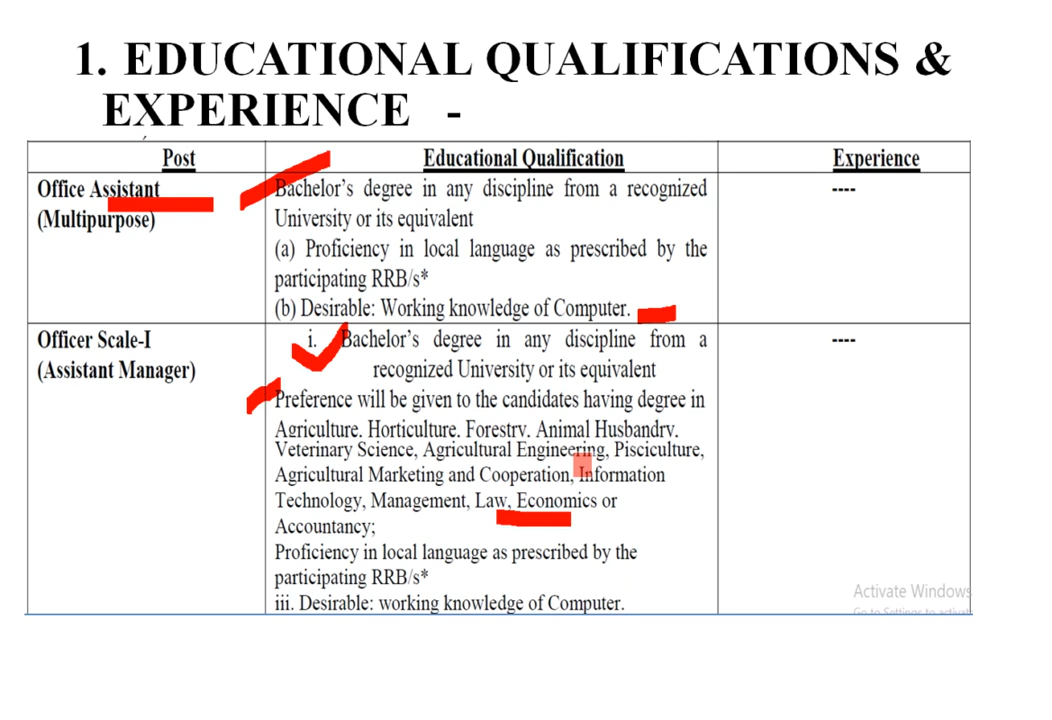 1. EDUCATIONAL QUALIFICATIONS &
EXPERIENCE -
Post Educational Qualification Experience
Office Assistant
(Multipurpose)
Bachelor's degree in any discipline from a recognized
University or its equivalent
(a) Proficiency in local language as prescribed by the
participating RRB/s*
(b) Desirable: Working knowledge of Computer.
----
Officer Scale-I
(Assistant Manager)
i. Bachelor's degree in any discipline from a
recognized University or its equivalent
Preference will be given to the candidates having degree in
Agriculture, Horticulture, Forestry, Animal Husbandry,
Veterinary Science, Agricultural Engineering, Pisciculture,
Agricultural Marketing and Cooperation, Information
Technology, Management, Law, Economics or
Accountancy;
Proficiency in local language as prescribed by the
participating RRB/s*
iii. Desirable: working knowledge of Computer.
----
Activate Windows
Go to Settings to activat